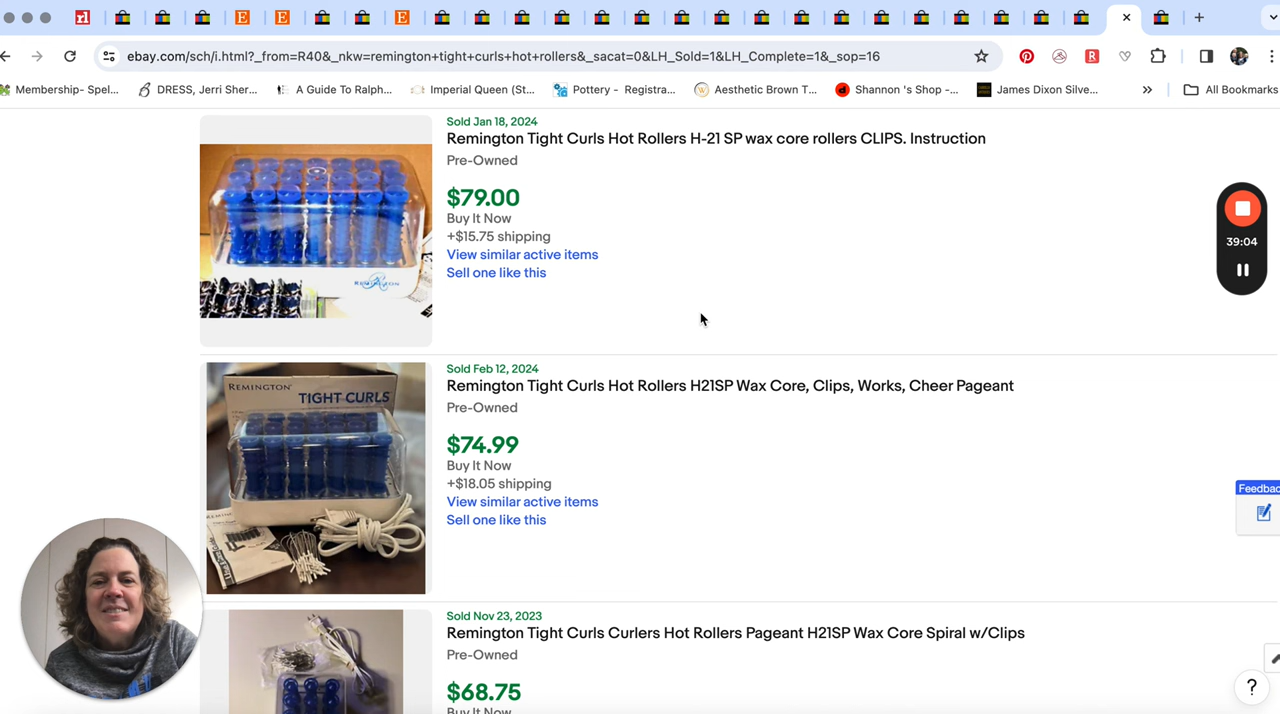 ebay.com/sch/i.html?_from=R40&_nkw=remington+tight+curls+hot+rollers&_sacat=0&LH_Sold=1&LH_Complete=1&_sop=16
Membership- Spel... DRESS, Jerri Sher... A Guide To Ralph... Imperial Queen (St... Pottery - Registra... Aesthetic Brown T... Shannon 's Shop -... James Dixon Silve... » All Bookmarks
Sold Jan 18, 2024
Remington Tight Curls Hot Rollers H-21 SP wax core rollers CLIPS. Instruction
Pre-Owned
$79.00
Buy It Now
+$15.75 shipping
View similar active items
Sell one like this
REMINGTON
39:04
Sold Feb 12, 2024
Remington Tight Curls Hot Rollers H21SP Wax Core, Clips, Works, Cheer Pageant
Pre-Owned
$74.99
Buy It Now
+$18.05 shipping
View similar active items
Sell one like this
REMINGTON
TIGHT CURLS
Feedbac
Sold Nov 23, 2023
Remington Tight Curls Curlers Hot Rollers Pageant H21SP Wax Core Spiral w/Clips
Pre-Owned
$68.75
Buy It Now
?